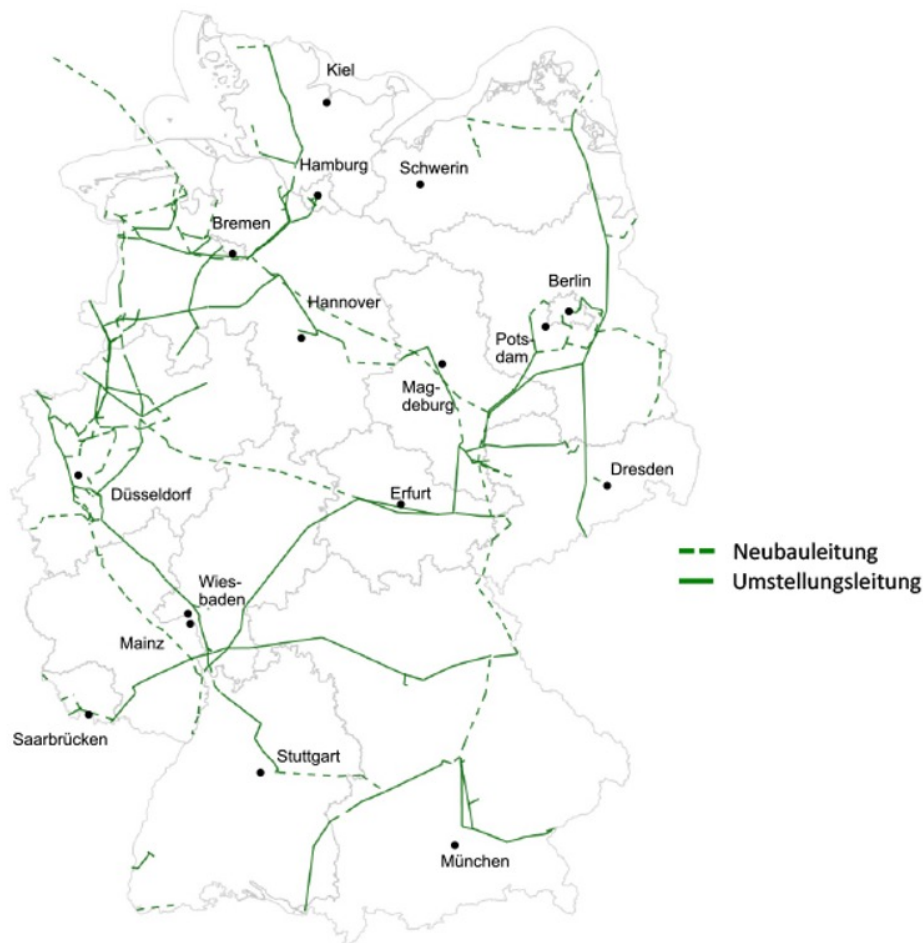 Kiel
Hamburg
Schwerin
Bremen
Berlin
Hannover
Pots-
dam
Mag-
deburg
Dresden
Düsseldorf
Erfurt
Neubauleitung
Umstellungsleitung
Wies-
baden
Mainz
Saarbrücken
Stuttgart
München